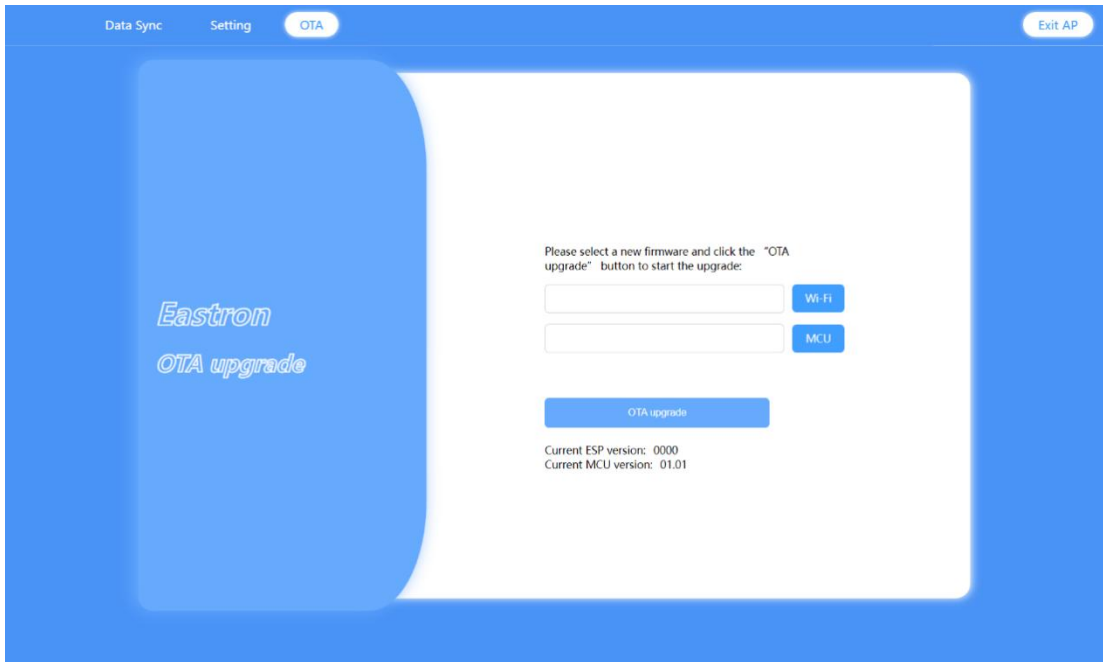 Data Sync Setting OTA Exit AP
Please select a new firmware and click the “OTA
upgrade” button to start the upgrade:
Wi-Fi
MCU
Eastron
OTA upgrade
OTA upgrade
Current ESP version: 0000
Current MCU version: 01.01